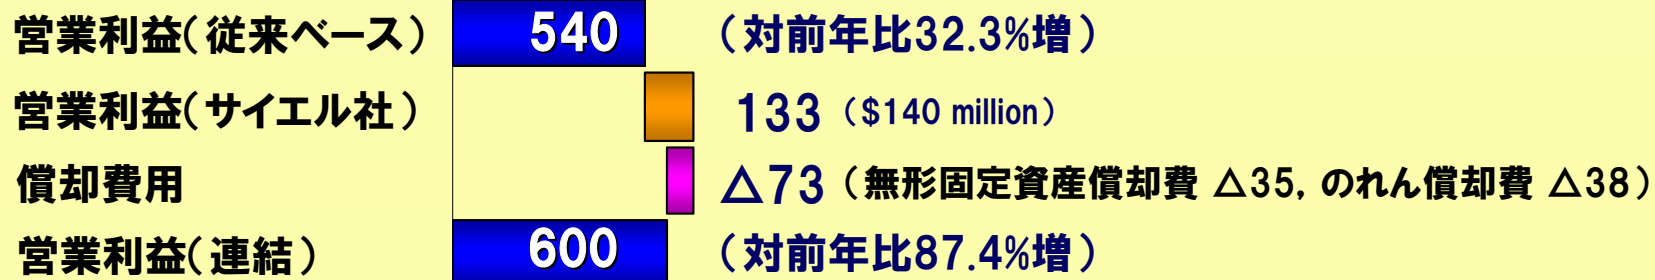 営業利益(従来ベース) 540 (対前年比32.3%増)
営業利益(サイエル社) 133 ($140 million)
償却費用 △73 (無形固定資産償却費 △35, のれん償却費 △38)
営業利益(連結) 600 (対前年比87.4%増)